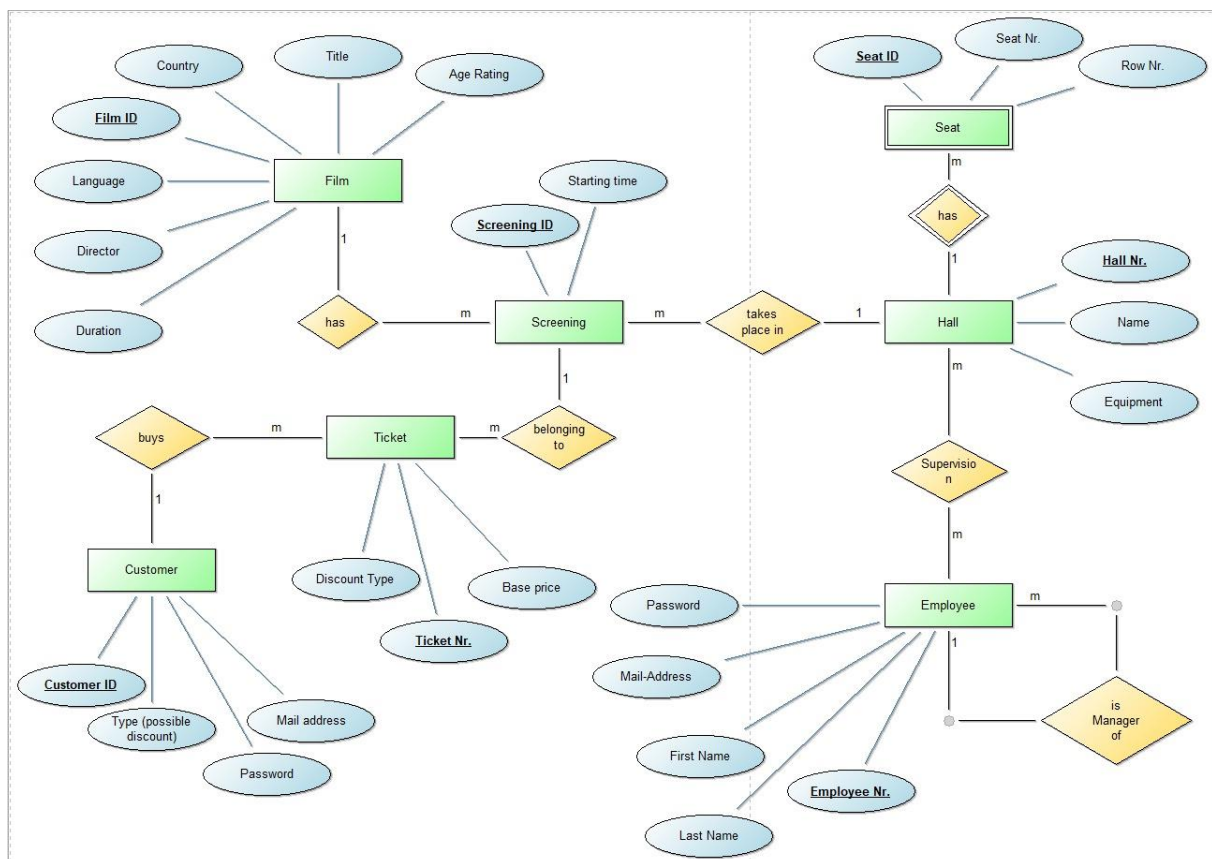 Title
Seat Nr.
Country
Seat ID
Row Nr.
Age Rating
Film ID
Seat
Film
Language
Starting time
m
Screening ID
has
1
Director
Hall Nr.
1
Duration
has
m
Screening
m
takes
place in
1
Hall
Name
1
m
Equipment
buys
m
Ticket
m
belonging
to
Supervisio
n
1
m
Customer
Discount Type
Base price
Password
Employee
m
1
Ticket Nr.
Mail-Address
Customer ID
Type (possible
discount)
Mail address
is
Manager
of
First Name
Password
Employee Nr.
Last Name